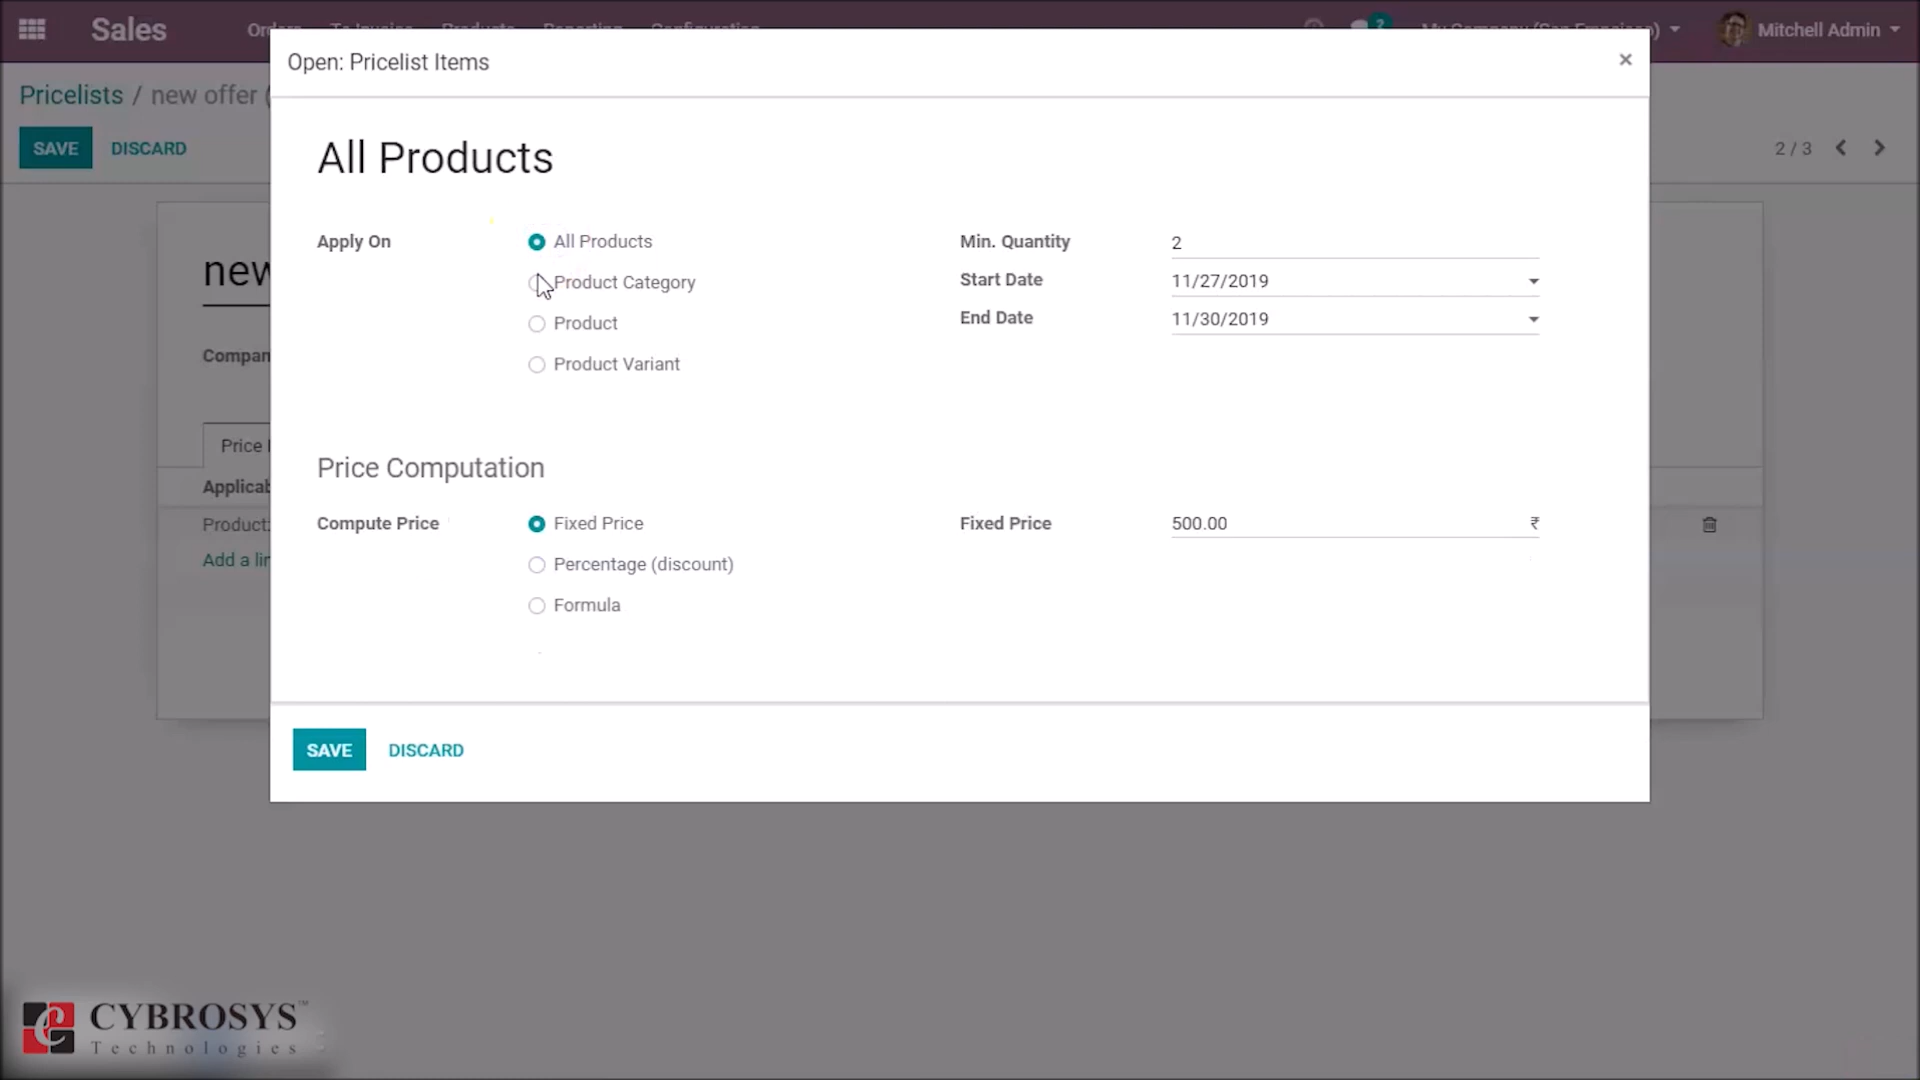 Sales
2
Mitchell Admin
Open: Pricelist Items
×
Pricelists / new offer (
SAVE DISCARD
2 / 3
All Products
new
Apply On
All Products
Product Category
Product
Product Variant
Min. Quantity 2
Start Date 11/27/2019
End Date 11/30/2019
Compan
Price
Applicab
Product:
Add a lin
Price Computation
Compute Price
Fixed Price
Percentage (discount)
Formula
Fixed Price 500.00 ₹
SAVE DISCARD
CYBROSYS™
Technologies